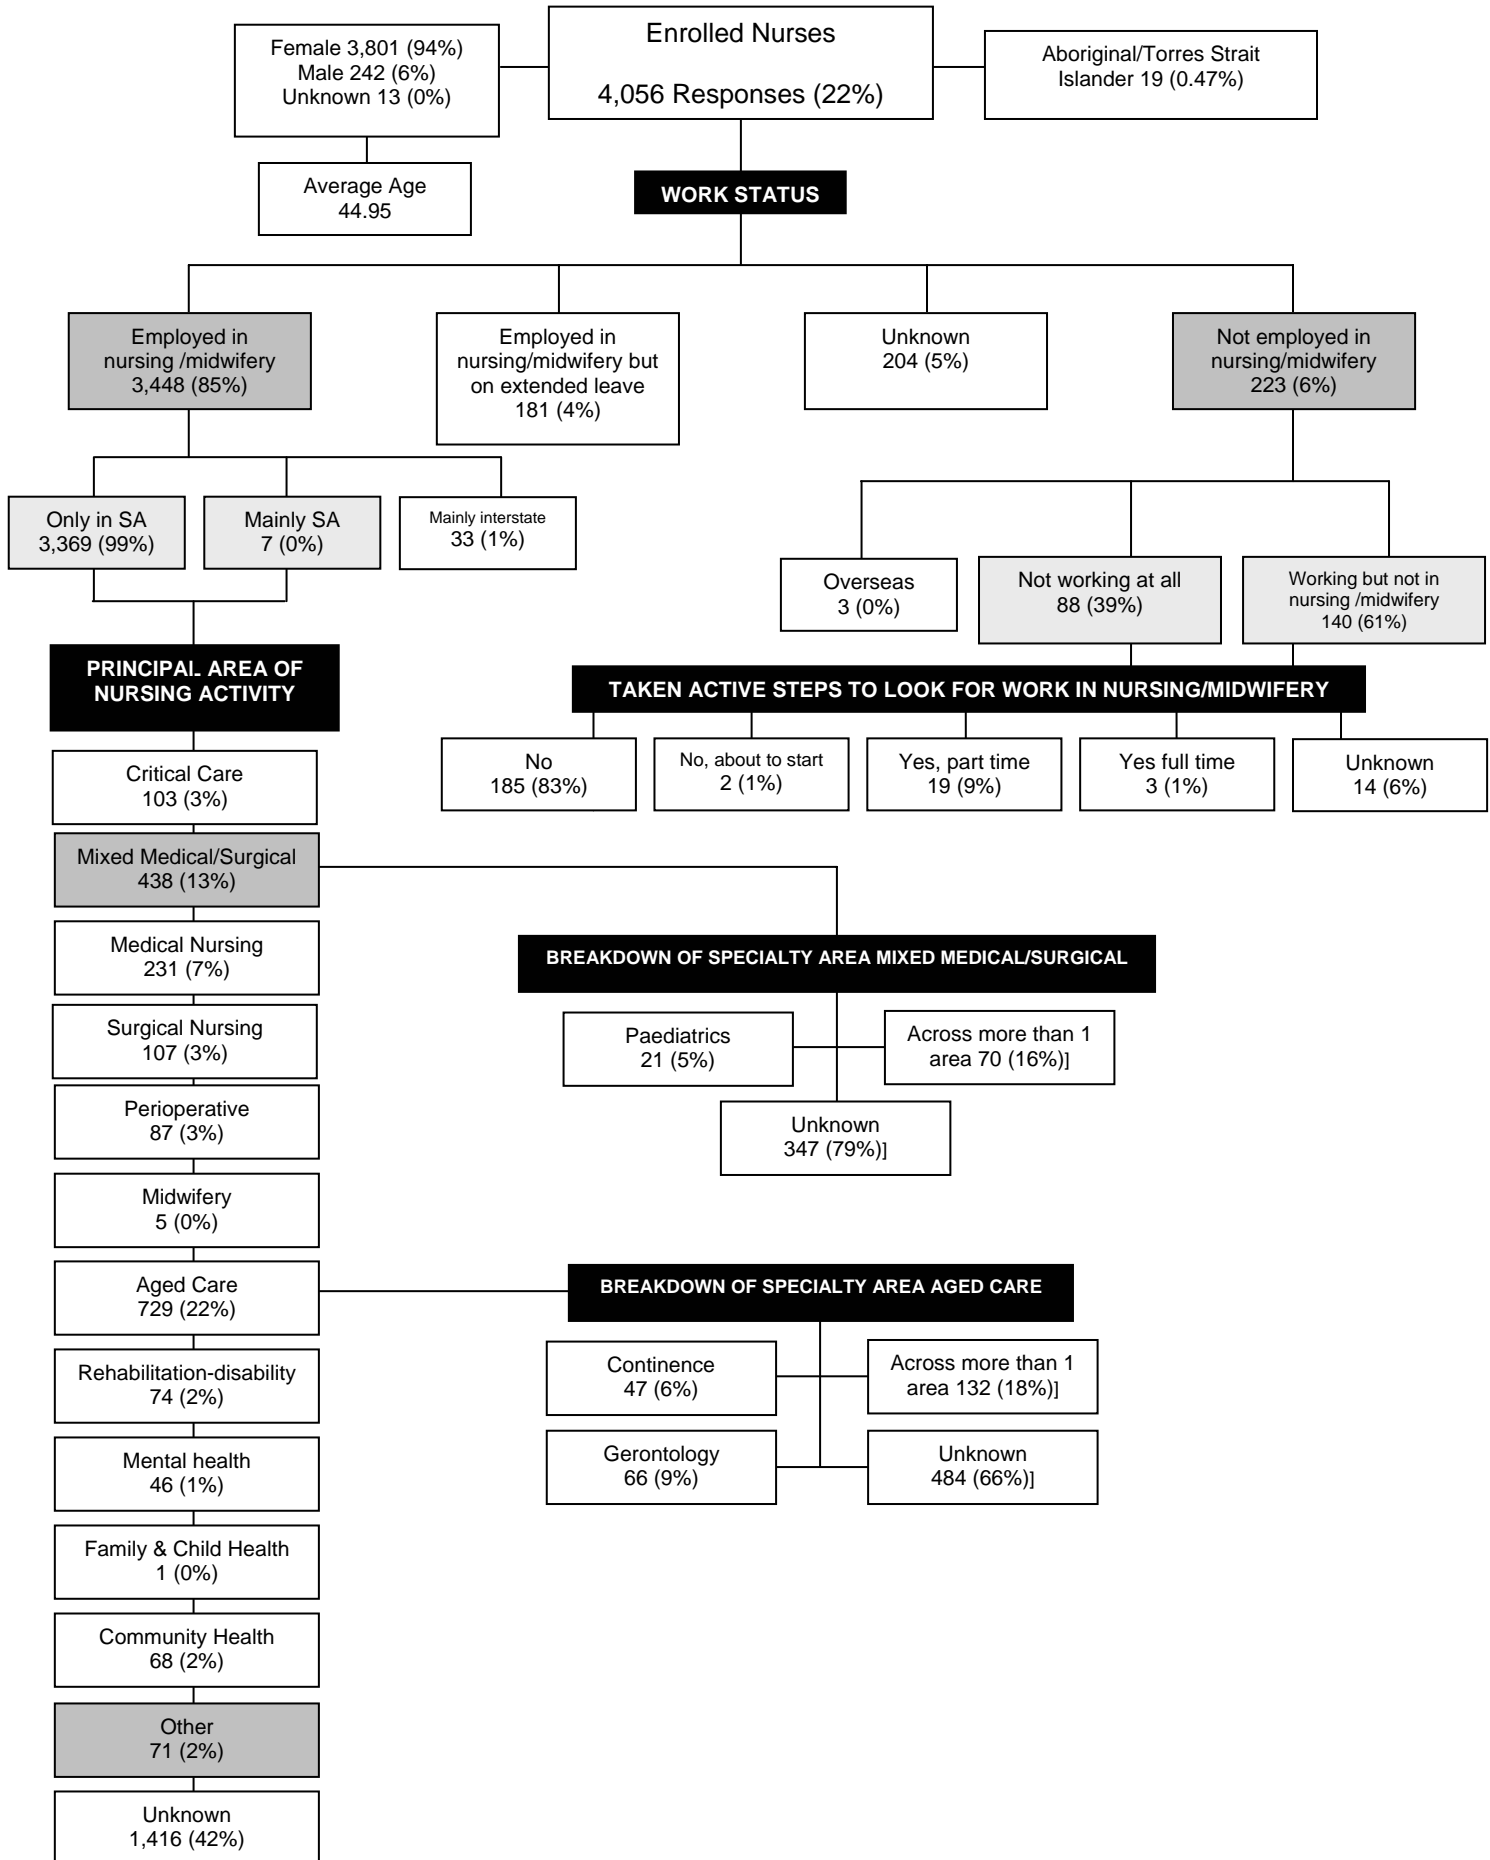 Enrolled Nurses
4,056 Responses (22%)
Female 3,801 (94%)
Male 242 (6%)
Unknown 13 (0%)
Aboriginal/Torres Strait
Islander 19 (0.47%)
Average Age
44.95
WORK STATUS
Employed in
nursing /midwifery
3,448 (85%)
Employed in
nursing/midwifery but
on extended leave
181 (4%)
Unknown
204 (5%)
Not employed in
nursing/midwifery
223 (6%)
Only in SA
3,369 (99%)
Mainly SA
7 (0%)
Mainly interstate
33 (1%)
Overseas
3 (0%)
Not working at all
88 (39%)
Working but not in
nursing /midwifery
140 (61%)
PRINCIPAL AREA OF
NURSING ACTIVITY
TAKEN ACTIVE STEPS TO LOOK FOR WORK IN NURSING/MIDWIFERY
No
185 (83%)
No, about to start
2 (1%)
Yes, part time
19 (9%)
Yes full time
3 (1%)
Unknown
14 (6%)
Critical Care
103 (3%)
Mixed Medical/Surgical
438 (13%)
Medical Nursing
231 (7%)
BREAKDOWN OF SPECIALTY AREA MIXED MEDICAL/SURGICAL
Surgical Nursing
107 (3%)
Paediatrics
21 (5%)
Across more than 1
area 70 (16%)]
Perioperative
87 (3%)
Unknown
347 (79%)]
Midwifery
5 (0%)
Aged Care
729 (22%)
BREAKDOWN OF SPECIALTY AREA AGED CARE
Rehabilitation-disability
74 (2%)
Continence
47 (6%)
Across more than 1
area 132 (18%)]
Mental health
46 (1%)
Gerontology
66 (9%)
Unknown
484 (66%)]
Family & Child Health
1 (0%)
Community Health
68 (2%)
Other
71 (2%)
Unknown
1,416 (42%)